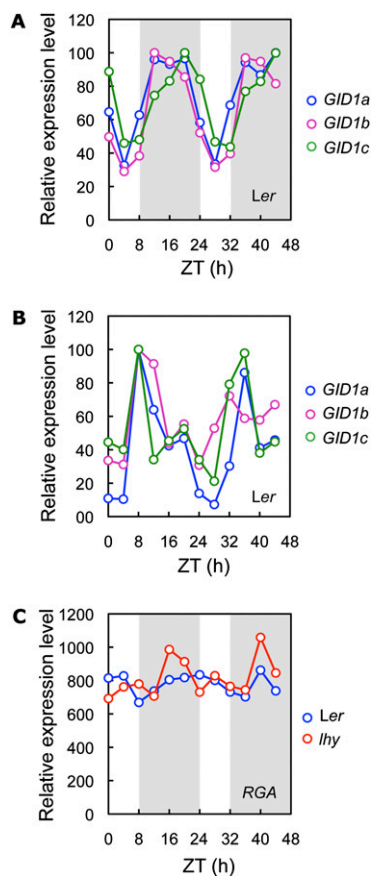 A
Relative expression level
120
100
80
60
40
20
0
0 8 16 24 32 40 48
ZT (h)
Ler
GID1a
GID1b
GID1c
B
Relative expression level
120
100
80
60
40
20
00
0 8 16 24 32 40 48
ZT (h)
Ler
GID1a
GID1b
GID1c
C
Relative expression level
1200
1000
800
600
400
200
0
0 8 16 24 32 40 48
ZT (h)
RGA
Ler
lhy